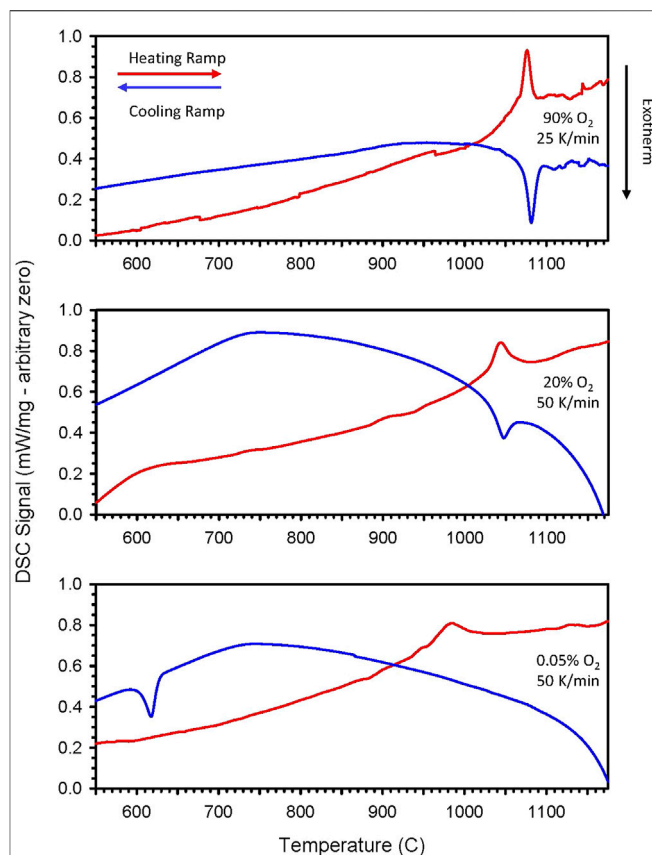 1.0
Heating Ramp
0.8
Cooling Ramp
90% O2
25 K/min
Exotherm
0.6
0.4
0.2
0.0
600 700 800 900 1000 1100
DSC Signal (mW/mg - arbitrary zero)
1.0
0.8
20% O2
50 K/min
0.6
0.4
0.2
0.0
600 700 800 900 1000 1100
1.0
0.8
0.05% O2
50 K/min
0.6
0.4
0.2
0.0
600 700 800 900 1000 1100
Temperature (C)